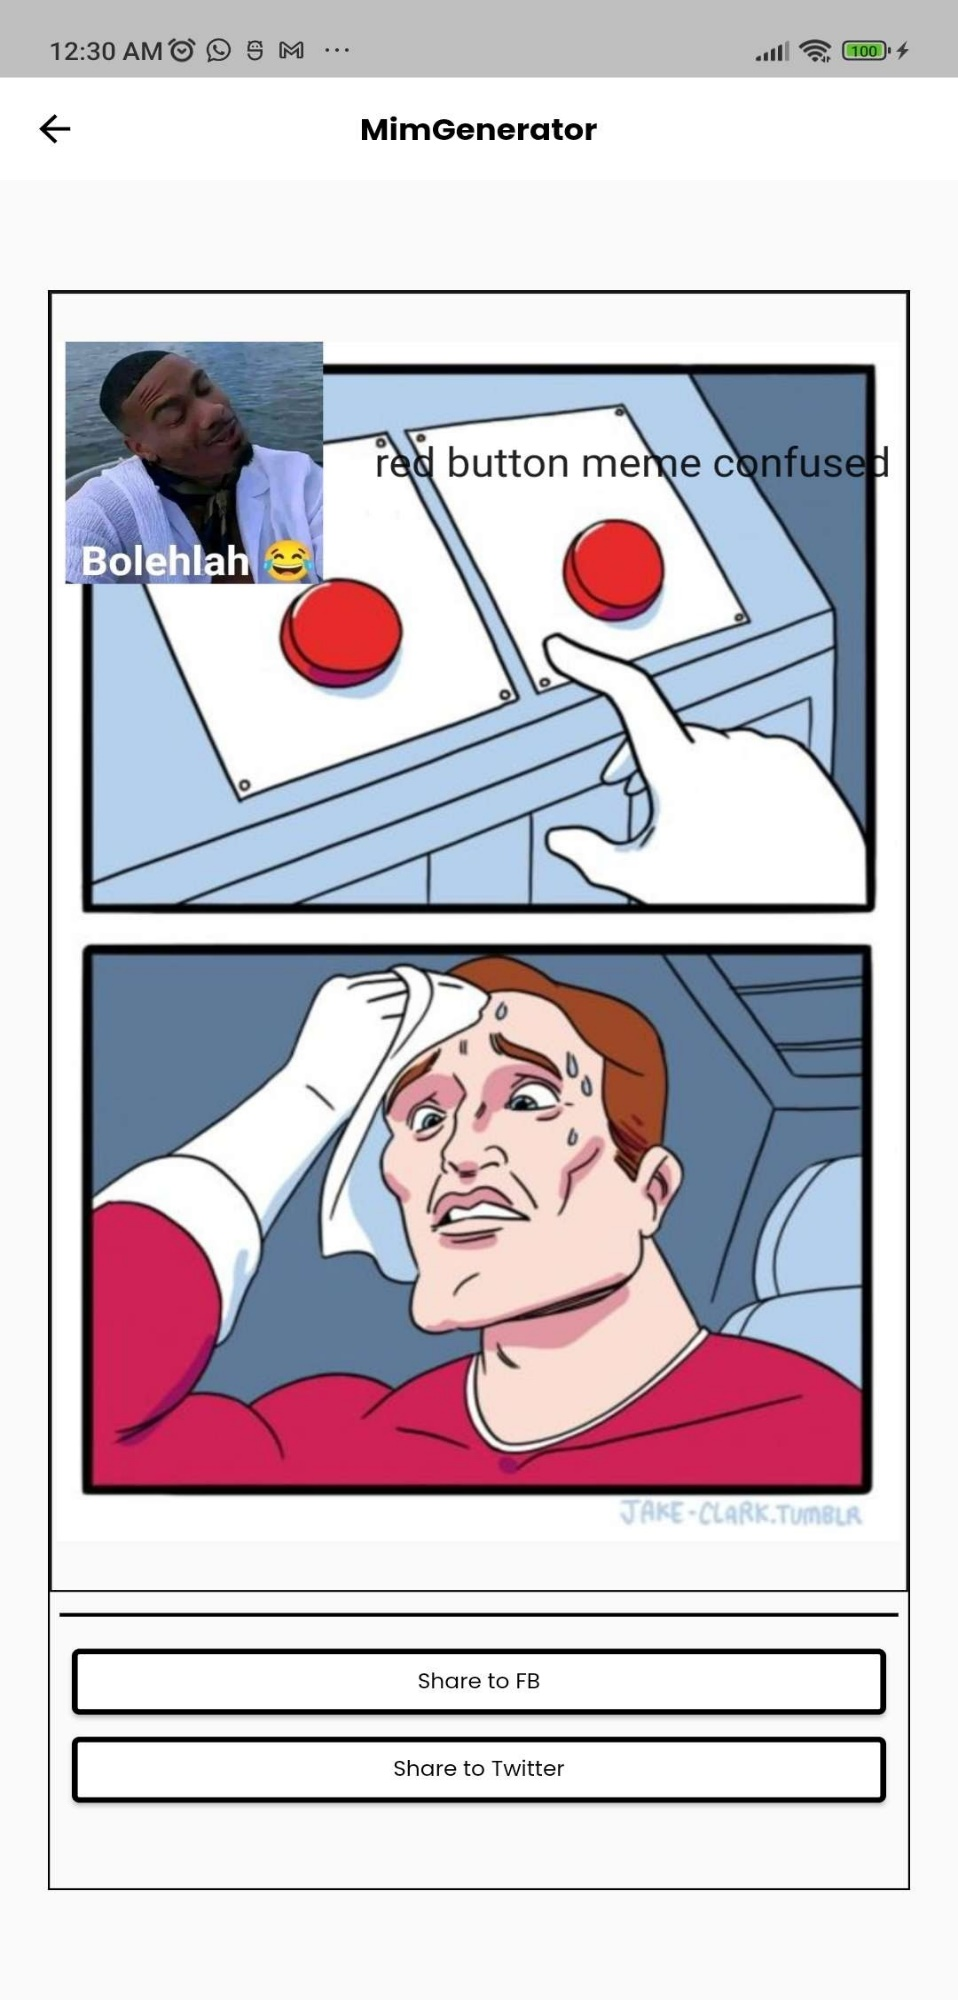 12:30 AM
100
MimGenerator
red button meme confused
Bolehlah 😂
JAKE-CLARK.TUMBLR
Share to FB
Share to Twitter